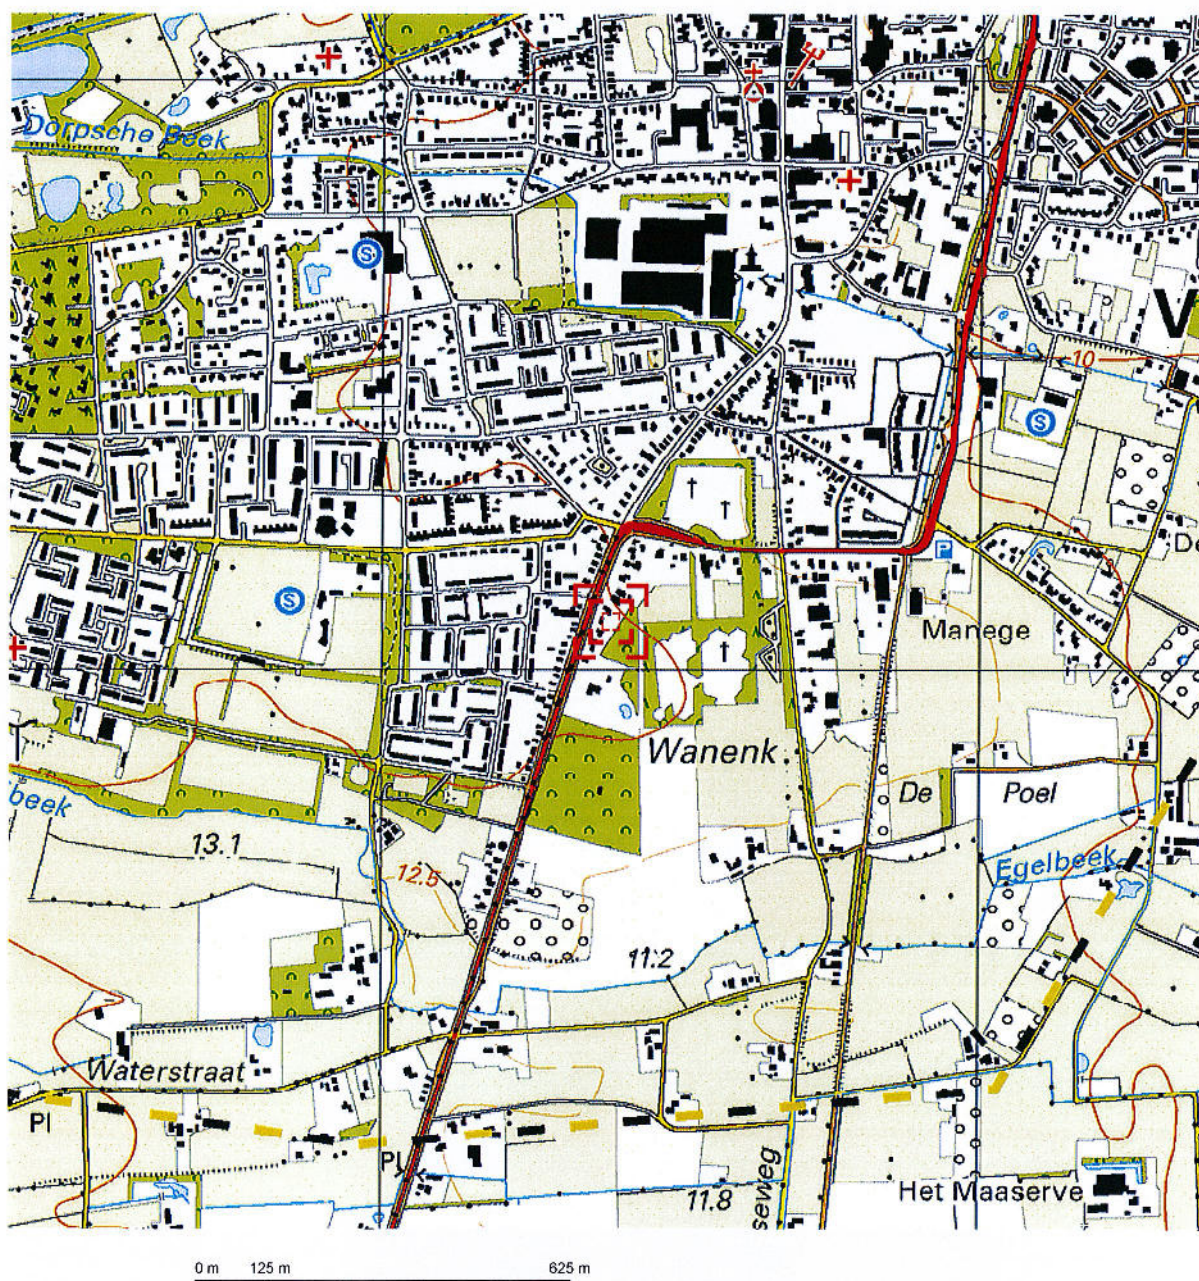 Dorpsche Beek
S
V
10
S
P
De
S
Manege
Wanenk
De Poel
beek
13.1
12.5
Egelbeek
11.2
Waterstraat
Pl
Pl
11.8
seweg
Het Maaserve
0 m 125 m 625 m